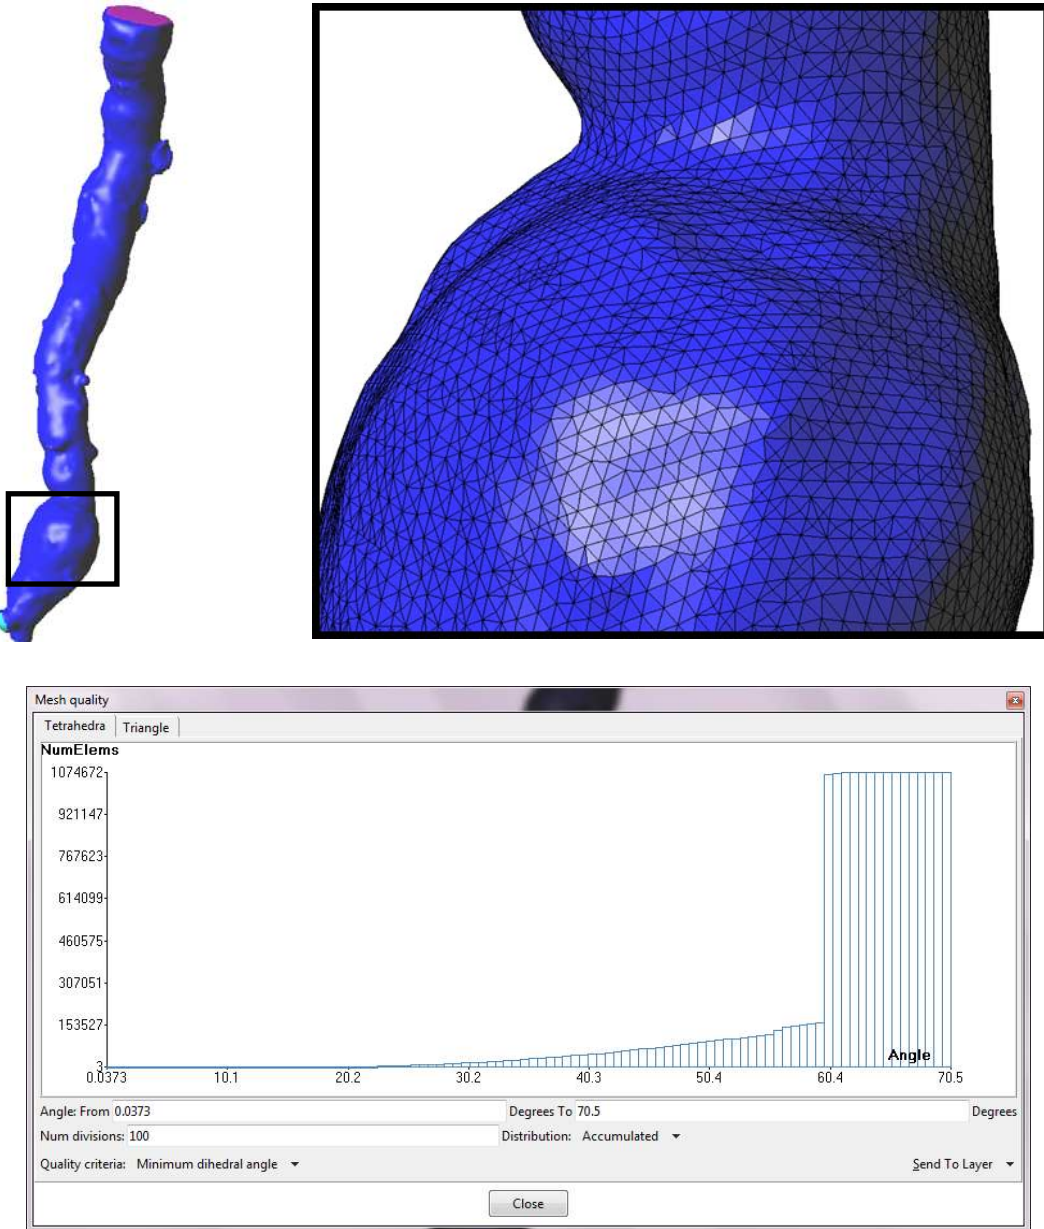 Mesh quality
Tetrahedra Triangle
NumElems
1074672
921147
767623
614099
460575
307051
153527
3
Angle
0.0373 10.1 20.2 30.2 40.3 50.4 60.4 70.5
Angle: From 0.0373 Degrees To 70.5 Degrees
Num divisions: 100 Distribution: Accumulated
Quality criteria: Minimum dihedral angle Send To Layer
Close